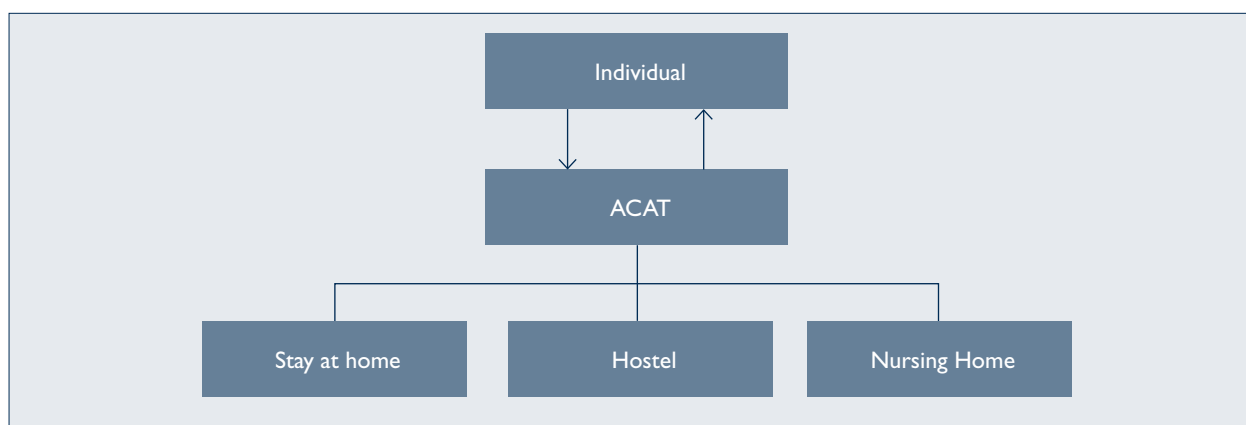 Individual
ACAT
Stay at home
Hostel
Nursing Home